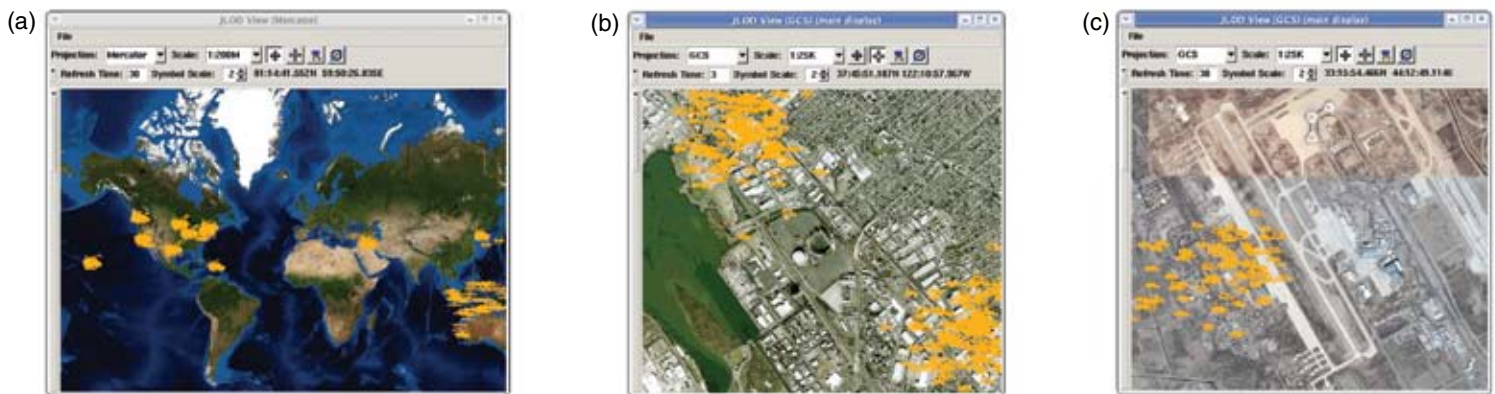 (a)
JLOD View (Mercator)
File
Projection: Mercator Scale: 1:200M
Refresh Time: 30 Symbol Scale: 2
(b)
JLOD View (GCS) (main display)
File
Projection: GCS Scale: 1:25K
Refresh Time: 3 Symbol Scale: 2
(c)
JLOD View (GCS) (main display)
File
Projection: GCS Scale: 1:25K
Refresh Time: 30 Symbol Scale: 2